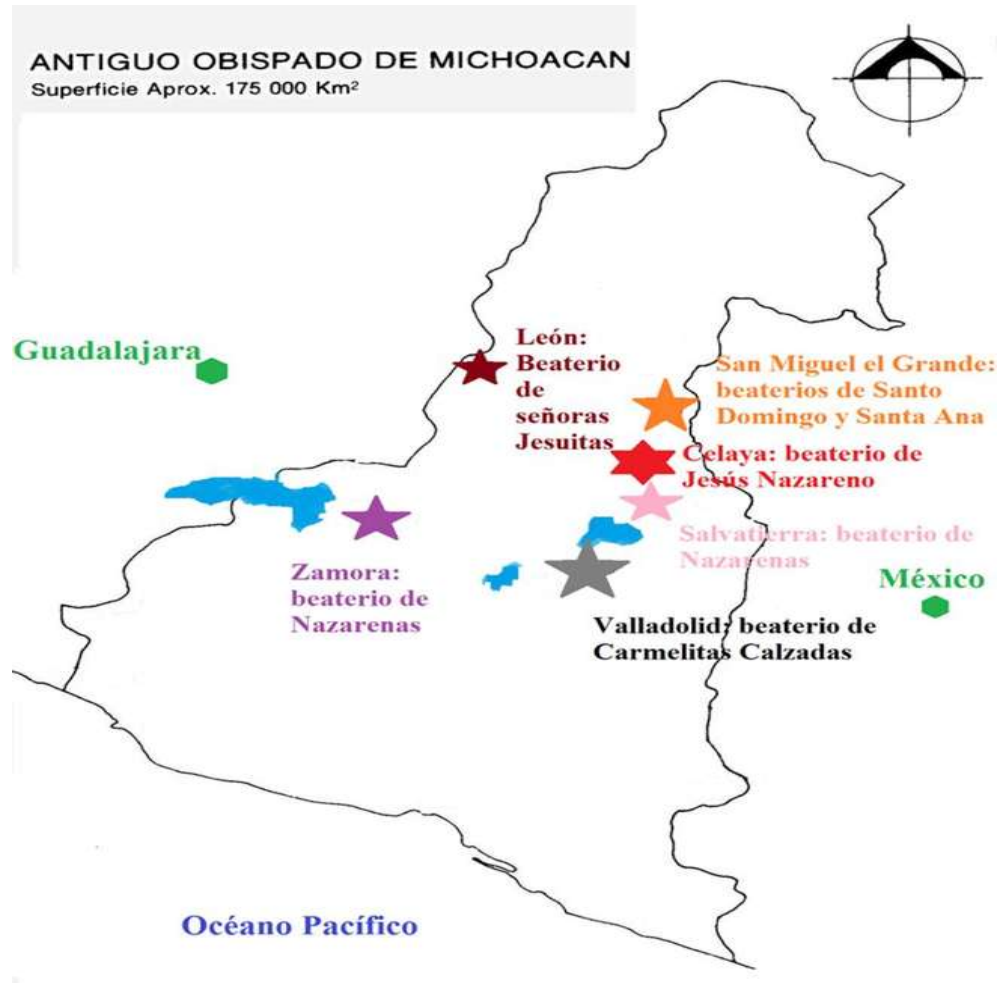 ANTIGUO OBISPADO DE MICHOACAN
Superficie Aprox. 175 000 Km²
Guadalajara
León:
Beaterio
de
señoras
Jesuitas
San Miguel el Grande:
beaterios de Santo
Domingo y Santa Ana
Celaya: beaterio de
Jesús Nazareno
Salvatierra: beaterio de
Nazarenas
Zamora:
beaterio de
Nazarenas
México
Valladolid: beaterio de
Carmelitas Calzadas
Océano Pacífico